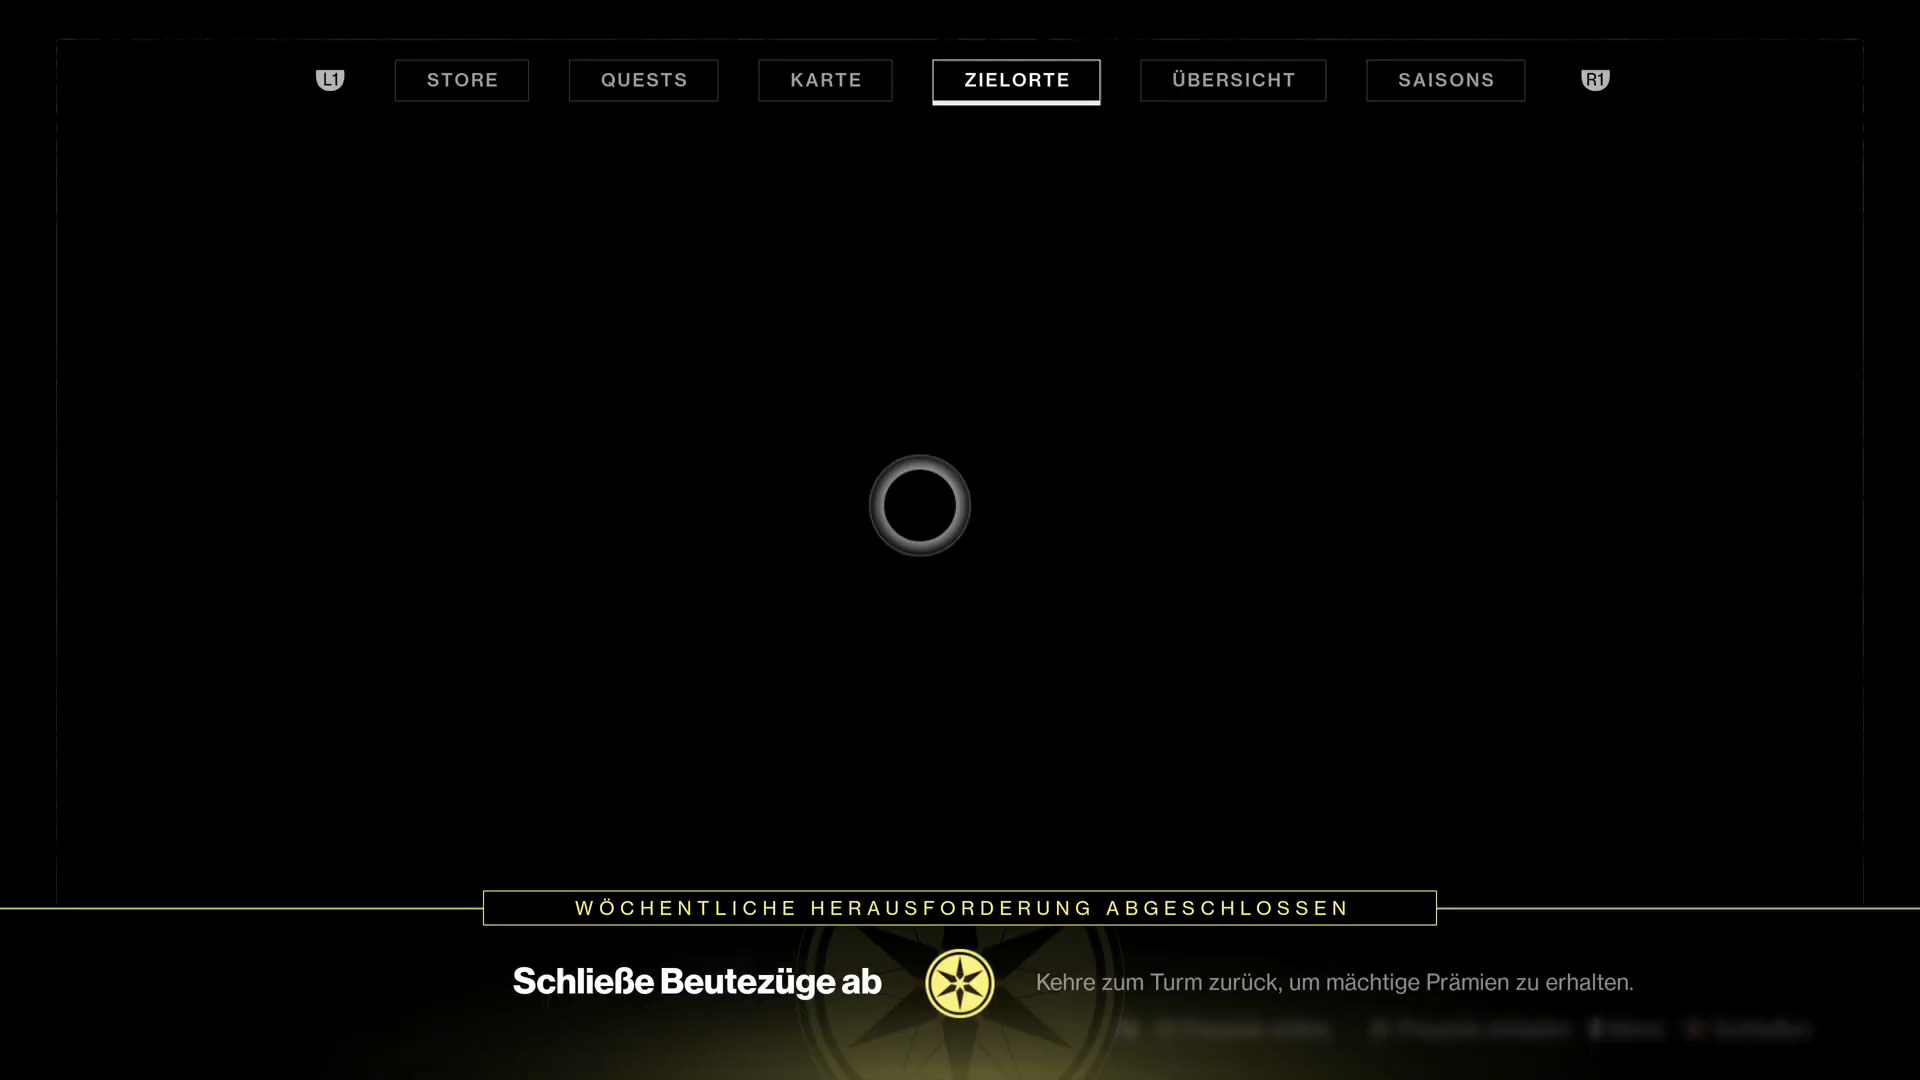 L1 STORE QUESTS KARTE ZIELORTE ÜBERSICHT SAISONS R1
WÖCHENTLICHE HERAUSFORDERUNG ABGESCHLOSSEN
Schließe Beutezüge ab
Kehre zum Turm zurück, um mächtige Prämien zu erhalten.